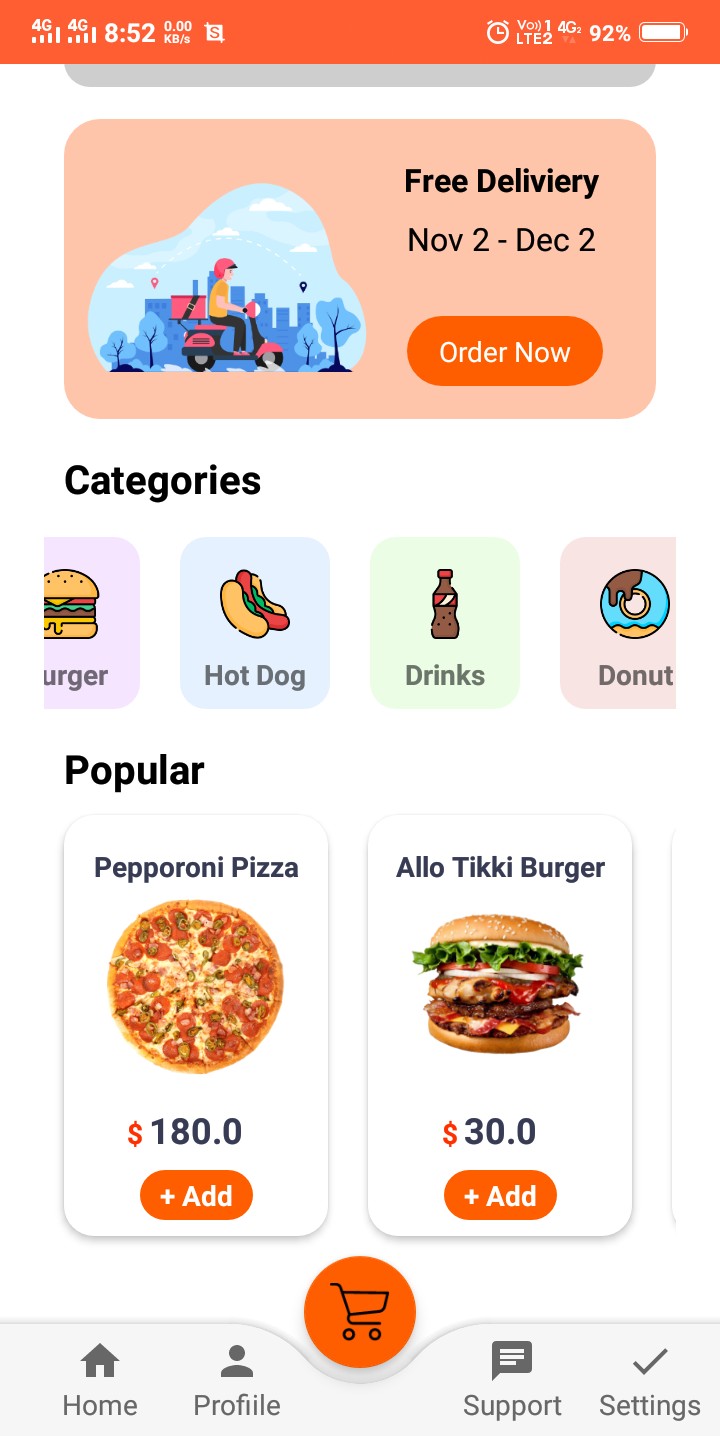 4G 4G 8:52 0.00 KB/s S Vo)) 1 LTE2 4G2 92%
Free Deliviery
Nov 2 - Dec 2
Order Now
Categories
urger Hot Dog Drinks Donut
Popular
Pepporoni Pizza Allo Tikki Burger
$ 180.0 $ 30.0
+ Add + Add
Home Profiile Support Settings